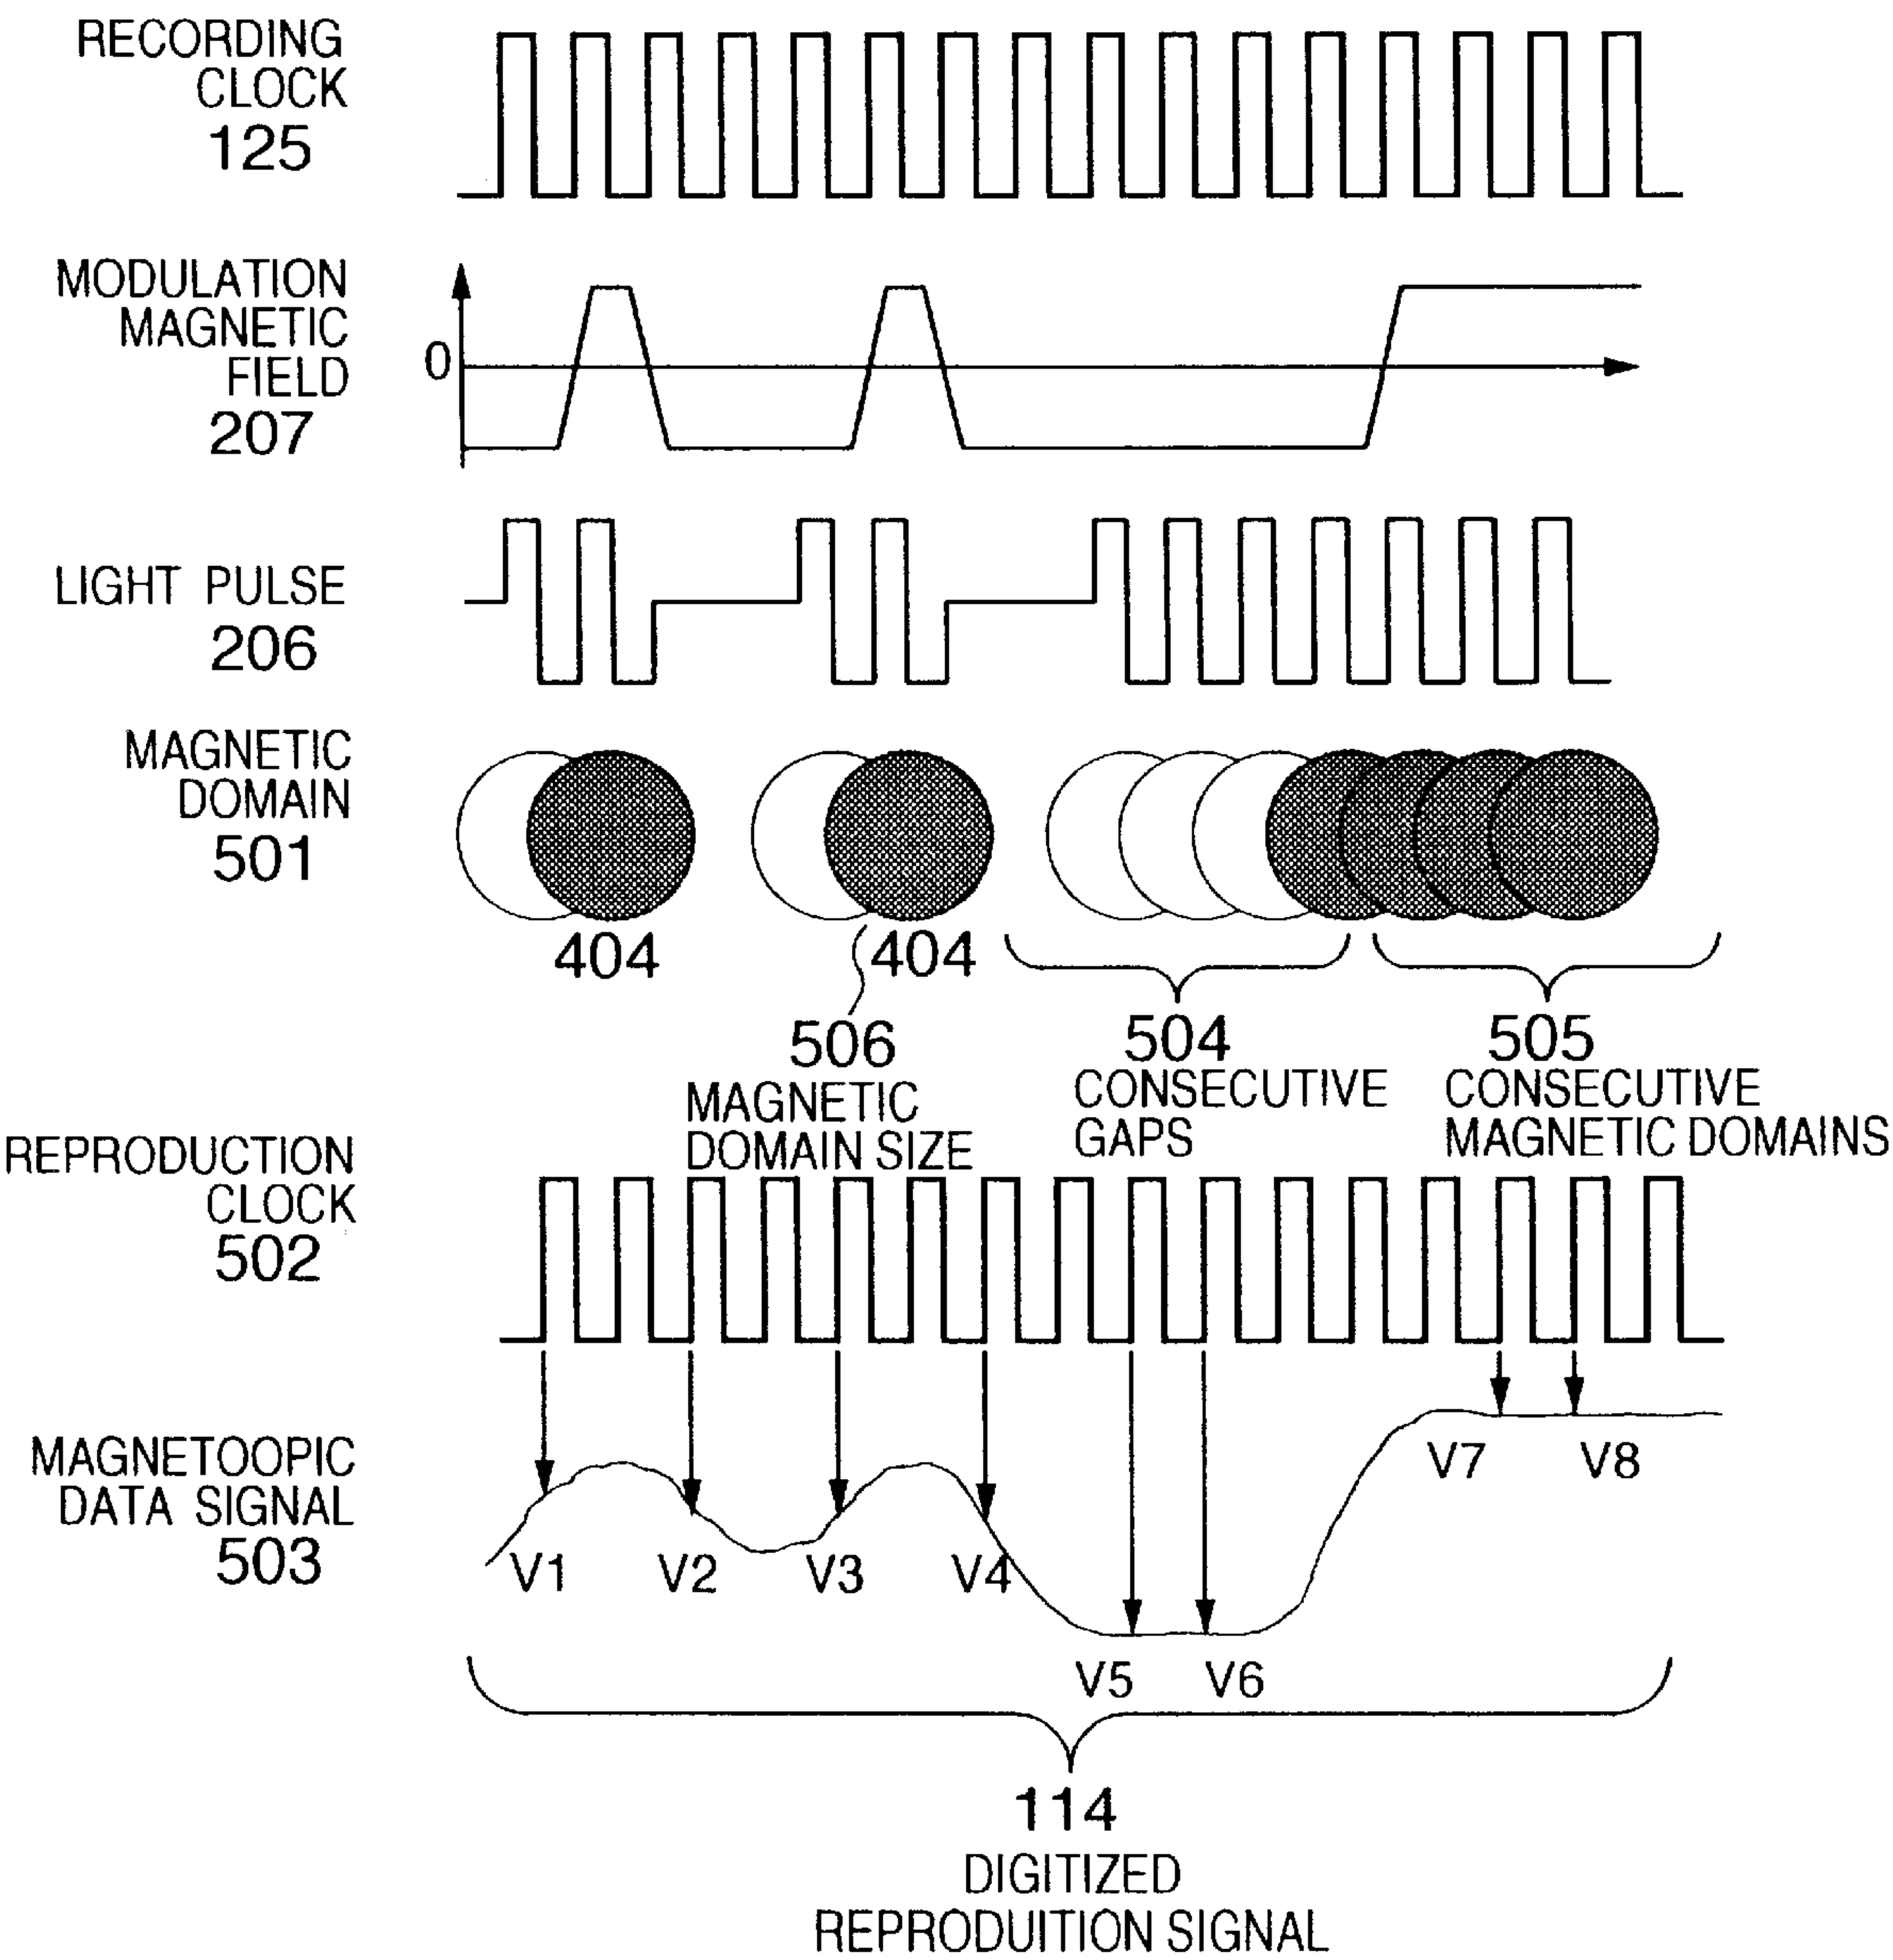 RECORDING
CLOCK
125
MODULATION
MAGNETIC
FIELD
207
0
LIGHT PULSE
206
MAGNETIC
DOMAIN
501
404
404
506
MAGNETIC
DOMAIN SIZE
504
CONSECUTIVE
GAPS
505
CONSECUTIVE
MAGNETIC DOMAINS
REPRODUCTION
CLOCK
502
MAGNETOOPIC
DATA SIGNAL
503
V1
V2
V3
V4
V5
V6
V7
V8
114
DIGITIZED
REPRODUITION SIGNAL